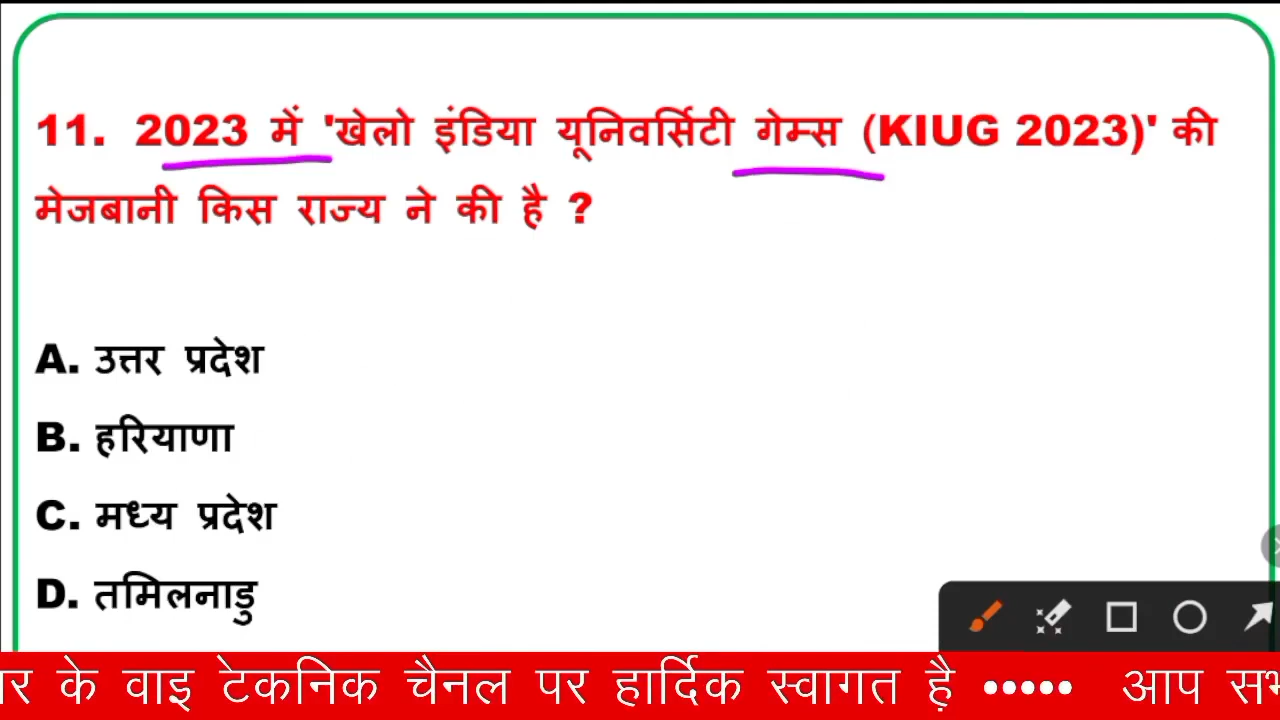 11. 2023 में 'खेलो इंडिया यूनिवर्सिटी गेम्स (KIUG 2023)' की
मेजबानी किस राज्य ने की है ?
A. उत्तर प्रदेश
B. हरियाणा
C. मध्य प्रदेश
D. तमिलनाडु
के वाइ टेकनिक चैनल पर हार्दिक स्वागत है ••••• आप